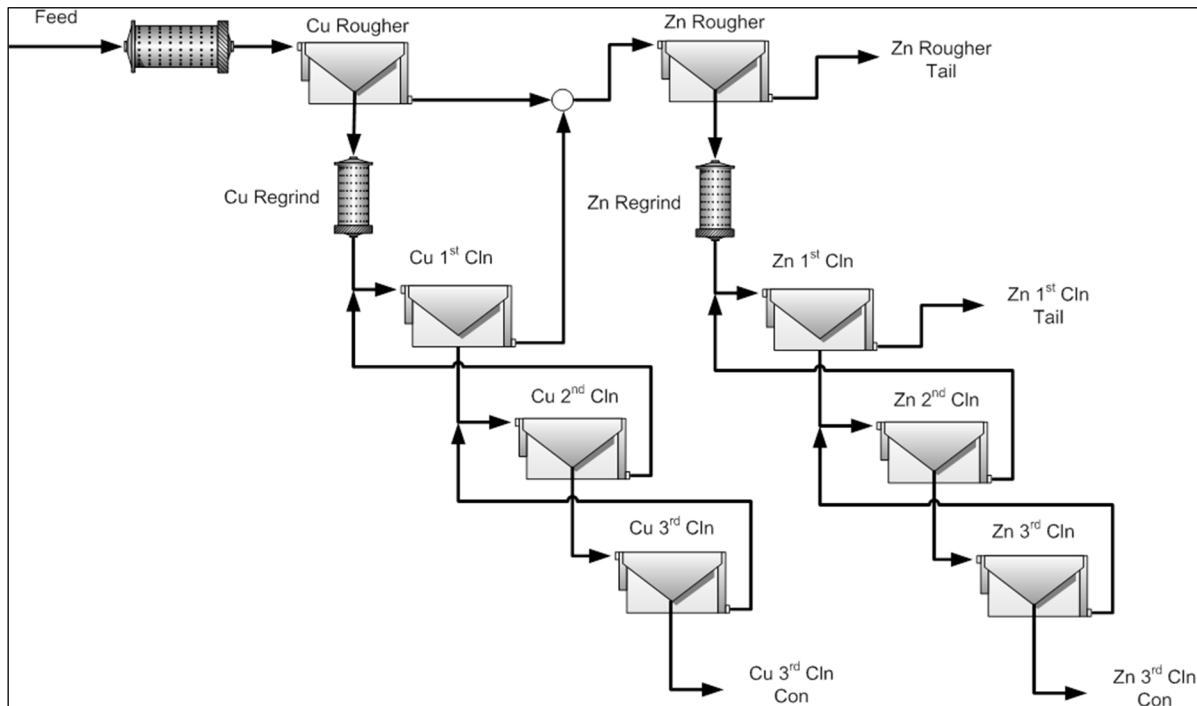 Feed
Cu Rougher
Zn Rougher
Zn Rougher
Tail
Cu Regrind
Zn Regrind
Cu 1st Cln
Zn 1st Cln
Zn 1st Cln
Tail
Cu 2nd Cln
Zn 2nd Cln
Cu 3rd Cln
Zn 3rd Cln
Cu 3rd Cln
Con
Zn 3rd Cln
Con